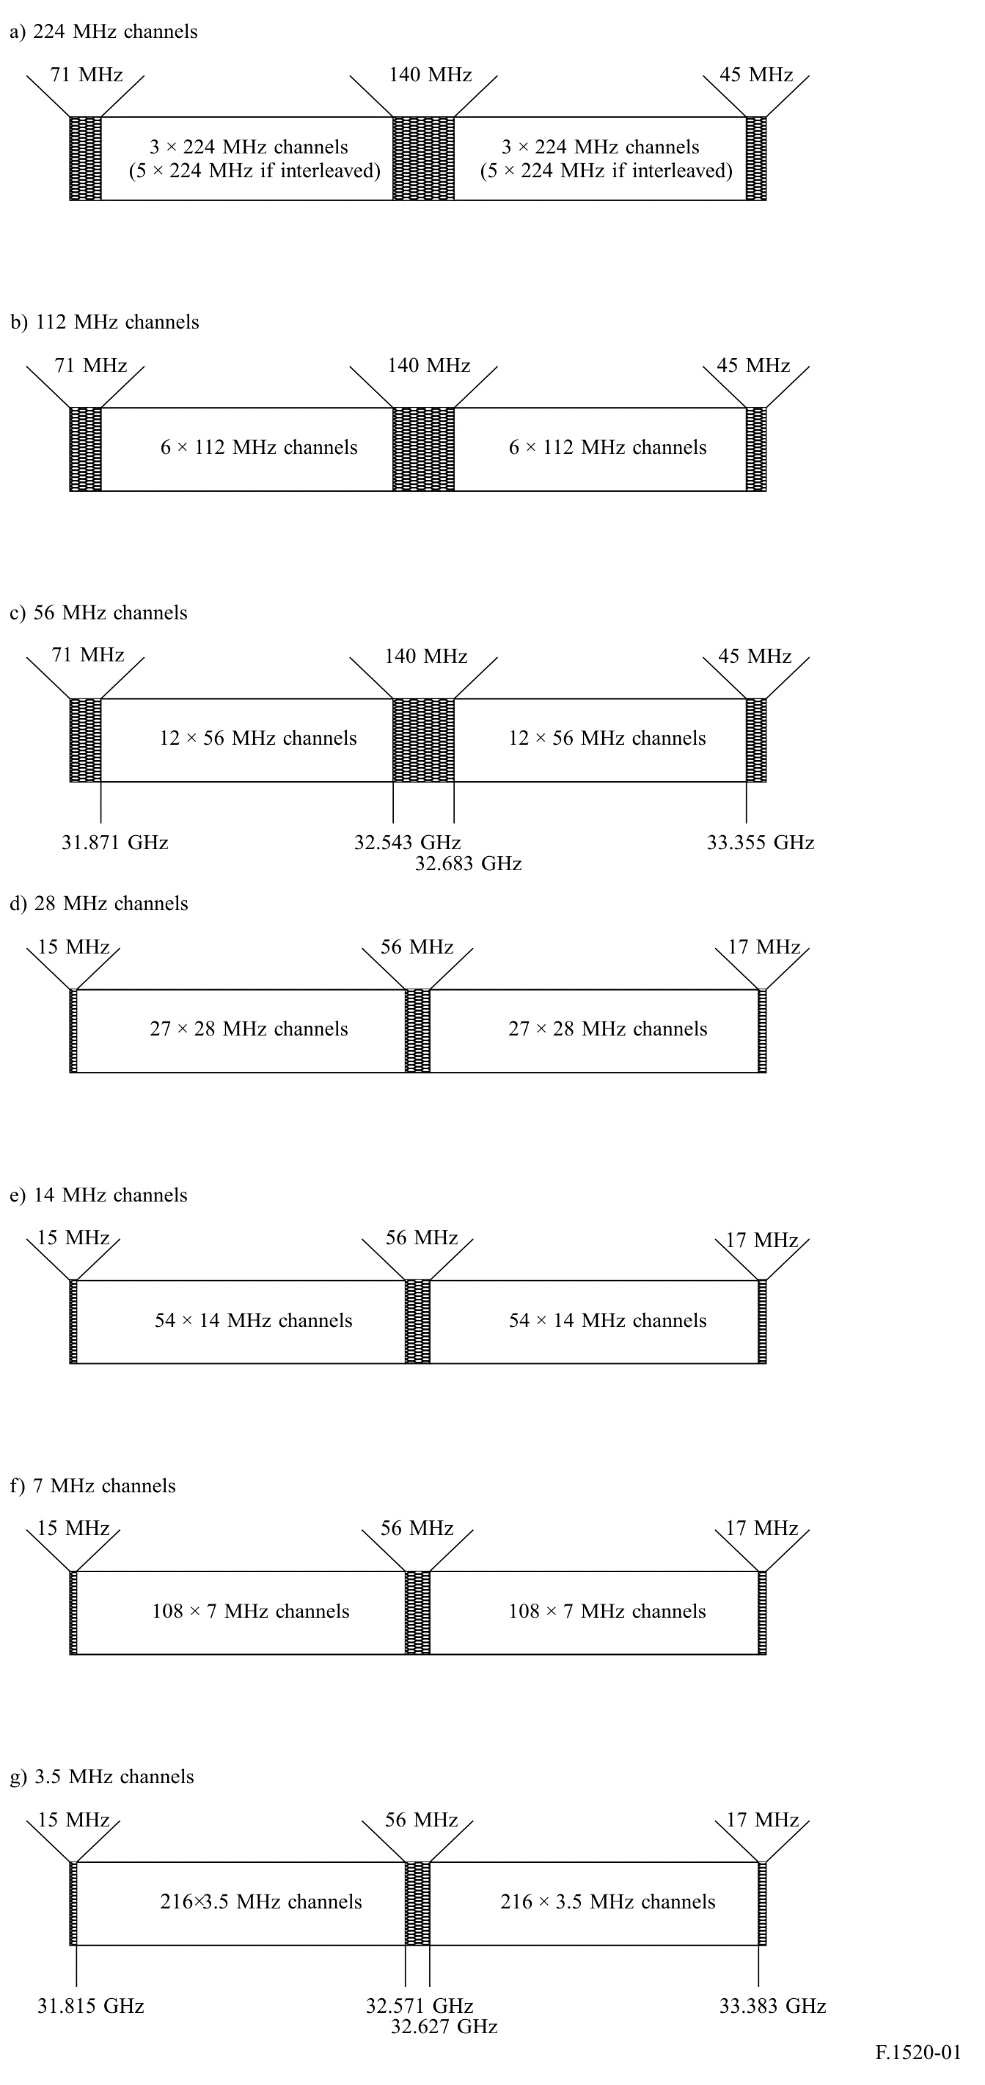 a) 224 MHz channels
71 MHz 140 MHz 45 MHz
3 × 224 MHz channels 3 × 224 MHz channels
(5 × 224 MHz if interleaved) (5 × 224 MHz if interleaved)
b) 112 MHz channels
71 MHz 140 MHz 45 MHz
6 × 112 MHz channels 6 × 112 MHz channels
c) 56 MHz channels
71 MHz 140 MHz 45 MHz
12 × 56 MHz channels 12 × 56 MHz channels
31.871 GHz 32.543 GHz 33.355 GHz
32.683 GHz
d) 28 MHz channels
15 MHz 56 MHz 17 MHz
27 × 28 MHz channels 27 × 28 MHz channels
e) 14 MHz channels
15 MHz 56 MHz 17 MHz
54 × 14 MHz channels 54 × 14 MHz channels
f) 7 MHz channels
15 MHz 56 MHz 17 MHz
108 × 7 MHz channels 108 × 7 MHz channels
g) 3.5 MHz channels
15 MHz 56 MHz 17 MHz
216×3.5 MHz channels 216 × 3.5 MHz channels
31.815 GHz 32.571 GHz 33.383 GHz
32.627 GHz
F.1520-01